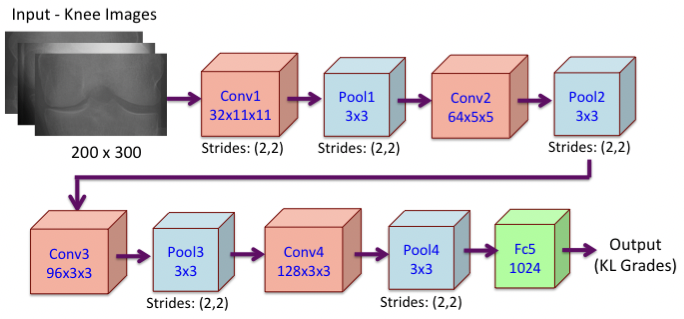 Input - Knee Images
200 x 300
Conv1
32x11x11
Strides: (2,2)
Pool1
3x3
Strides: (2,2)
Conv2
64x5x5
Pool2
3x3
Strides: (2,2)
Conv3
96x3x3
Pool3
3x3
Strides: (2,2)
Conv4
128x3x3
Pool4
3x3
Strides: (2,2)
Fc5
1024
Output
(KL Grades)